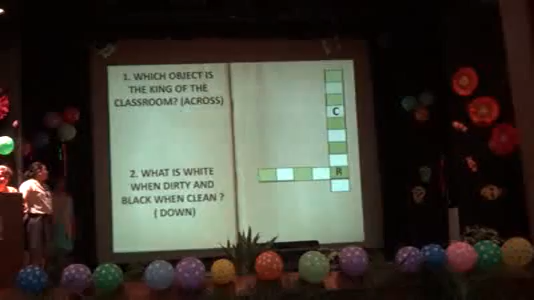 1. WHICH OBJECT IS
THE KING OF THE
CLASSROOM? (ACROSS)
2. WHAT IS WHITE
WHEN DIRTY AND
BLACK WHEN CLEAN ?
( DOWN)
C
R